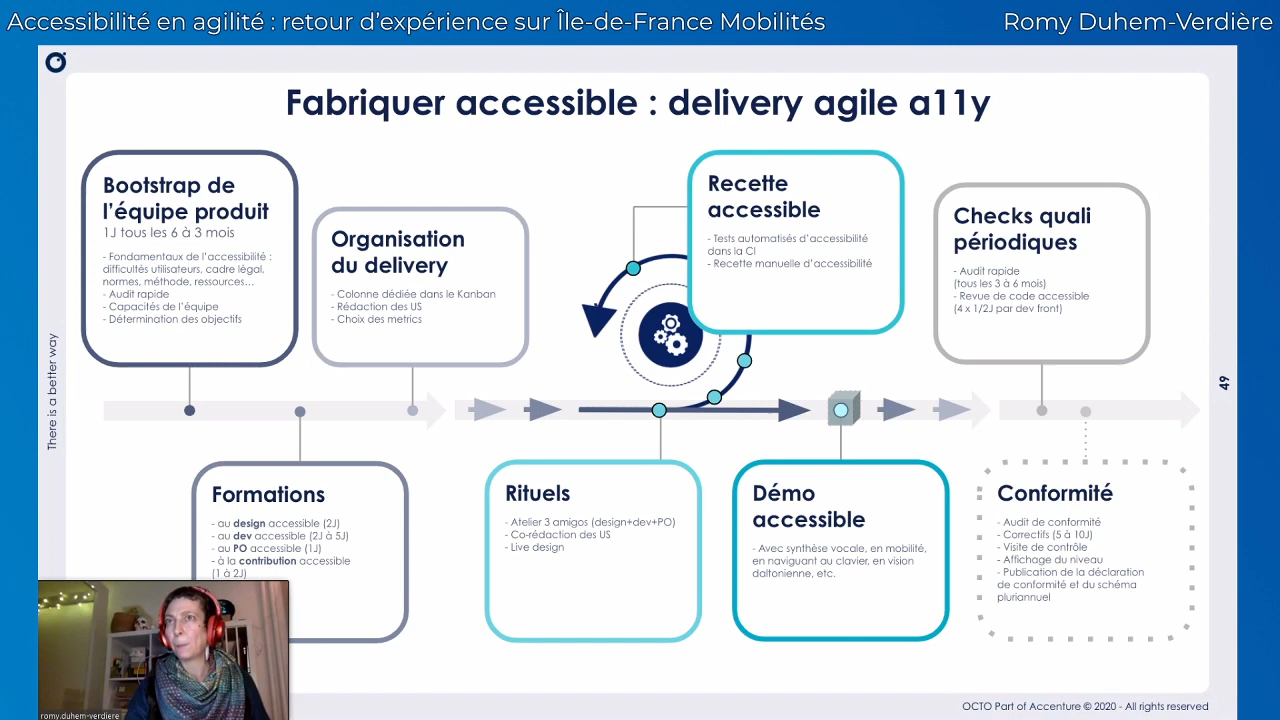 Accessibilité en agilité : retour d’expérience sur Île-de-France Mobilités
Romy Duhem-Verdière
Fabriquer accessible : delivery agile a11y
Bootstrap de
l’équipe produit
1J tous les 6 à 3 mois
- Fondamentaux de l’accessibilité :
difficultés utilisateurs, cadre légal,
normes, méthode, ressources...
- Audit rapide
- Capacités de l’équipe
- Détermination des objectifs
Organisation
du delivery
- Colonne dédiée dans le Kanban
- Rédaction des US
- Choix des metrics
Recette
accessible
- Tests automatisés d’accessibilité
dans la CI
- Recette manuelle d’accessibilité
Checks quali
périodiques
- Audit rapide
(tous les 3 à 6 mois)
- Revue de code accessible
(4 x 1/2J par dev front)
Formations
- au design accessible (2J)
- au dev accessible (2J à 5J)
- au PO accessible (1J)
- à la contribution accessible
(1 à 2J)
Rituels
- Atelier 3 amigos (design+dev+PO)
- Co-rédaction des US
- Live design
Démo
accessible
- Avec synthèse vocale, en mobilité,
en naviguant au clavier, en vision
daltonienne, etc.
Conformité
- Audit de conformité
- Correctifs (5 à 10J)
- Visite de contrôle
- Affichage du niveau
- Publication de la déclaration
de conformité et du schéma
pluriannuel
There is a better way
49
romy.duhem-verdiere
OCTO Part of Accenture © 2020 - All rights reserved